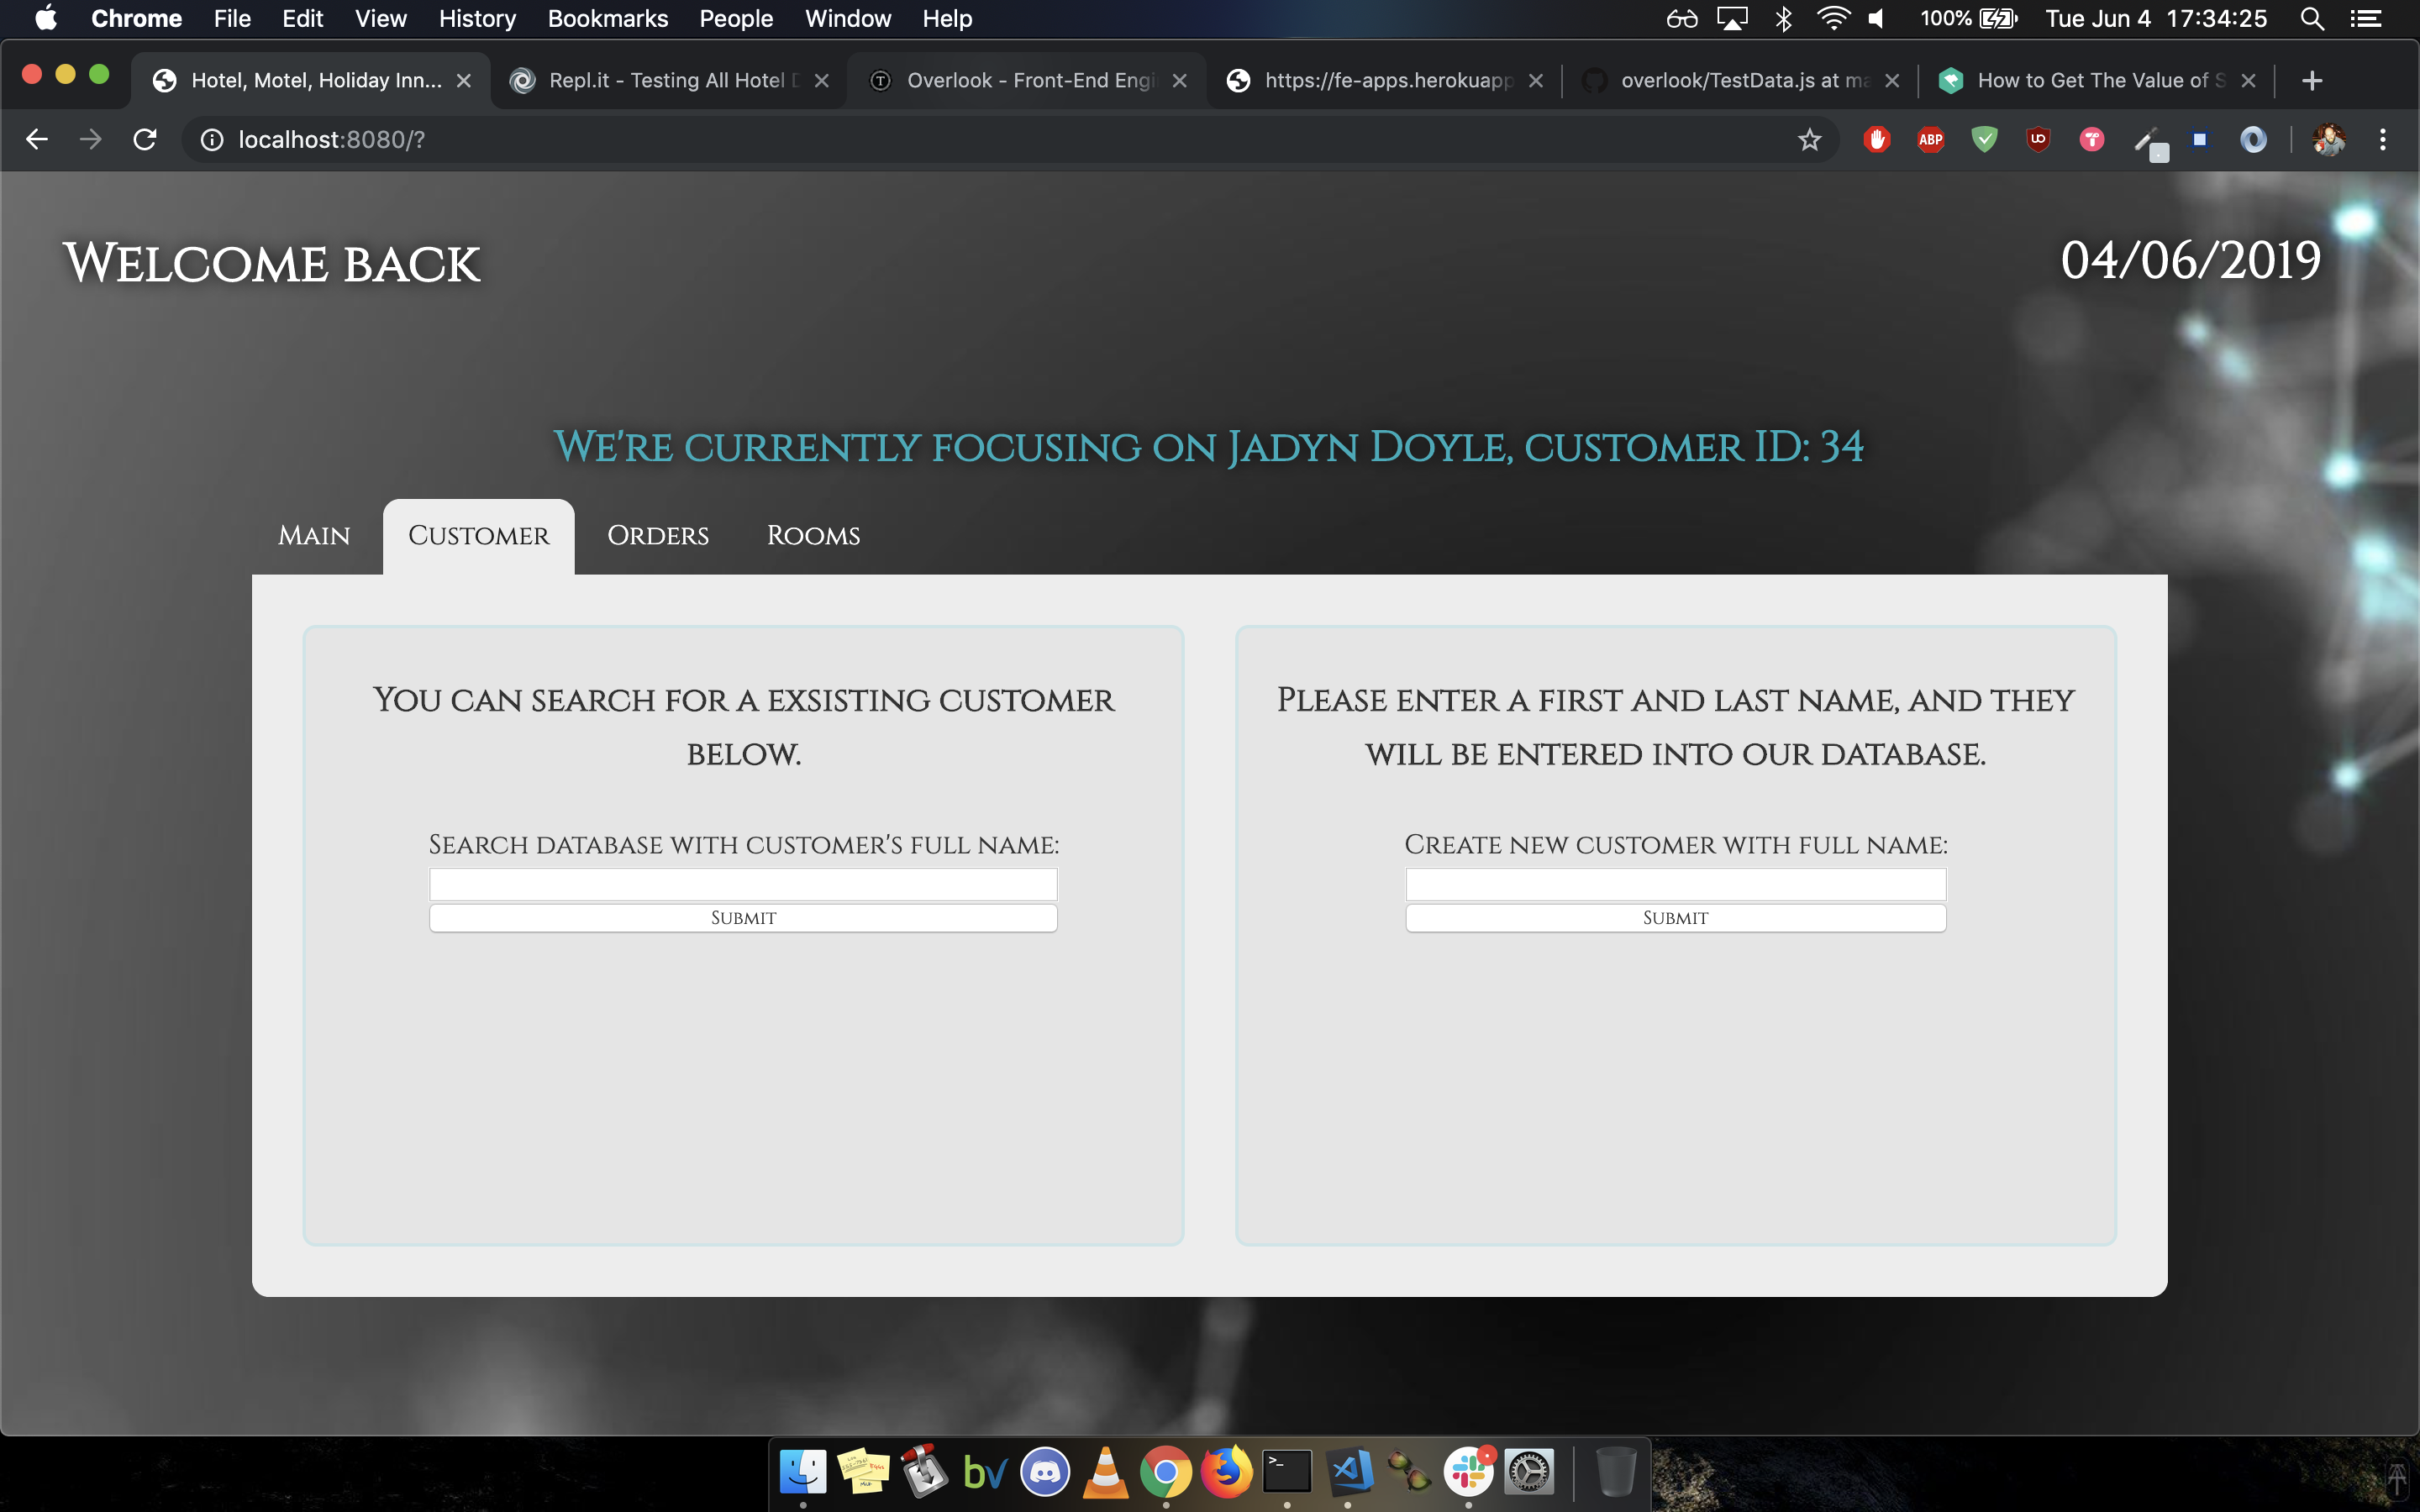 Chrome File Edit View History Bookmarks People Window Help 100% Tue Jun 4 17:34:25
Hotel, Motel, Holiday Inn... Repl.it - Testing All Hotel Overlook - Front-End Engi https://fe-apps.herokuapp overlook/TestData.js at ma How to Get The Value of S
localhost:8080/? ABP
Welcome back 04/06/2019
We're currently focusing on Jadyn Doyle, customer ID: 34
Main Customer Orders Rooms
You can search for a exsisting customer
below.
Search database with customer's full name:
Submit
Please enter a first and last name, and they
will be entered into our database.
Create new customer with full name:
Submit
bv